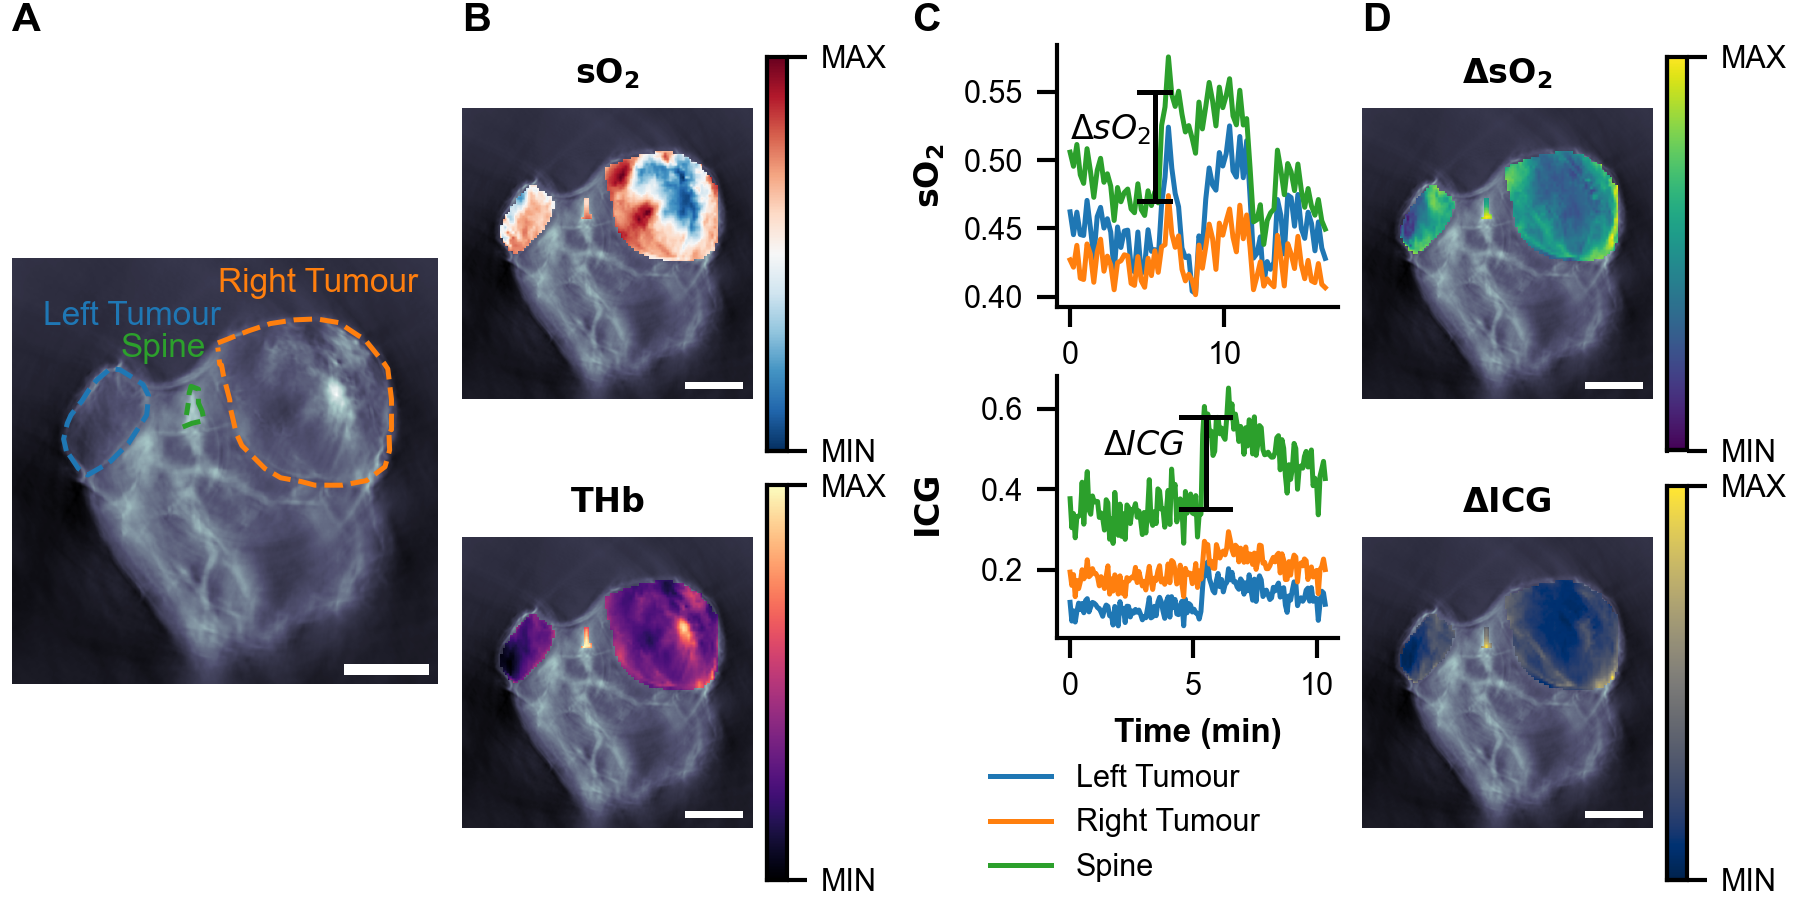 A
Right Tumour
Left Tumour
Spine
B
sO₂
MAX
MIN
THb
MAX
MIN
C
sO₂
0.55
0.50
0.45
0.40
ΔsO₂
0
10
ICG
0.6
0.4
0.2
ΔICG
0
5
10
Time (min)
Left Tumour
Right Tumour
Spine
D
ΔsO₂
MAX
MIN
ΔICG
MAX
MIN